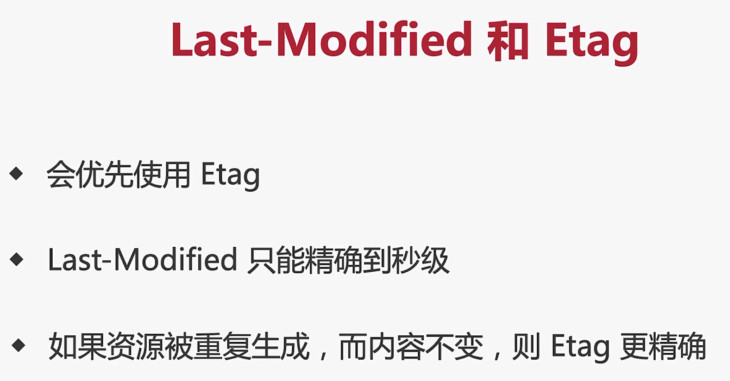 Last-Modified 和 Etag
◆ 会优先使用 Etag
◆ Last-Modified 只能精确到秒级
◆ 如果资源被重复生成，而内容不变，则 Etag 更精确